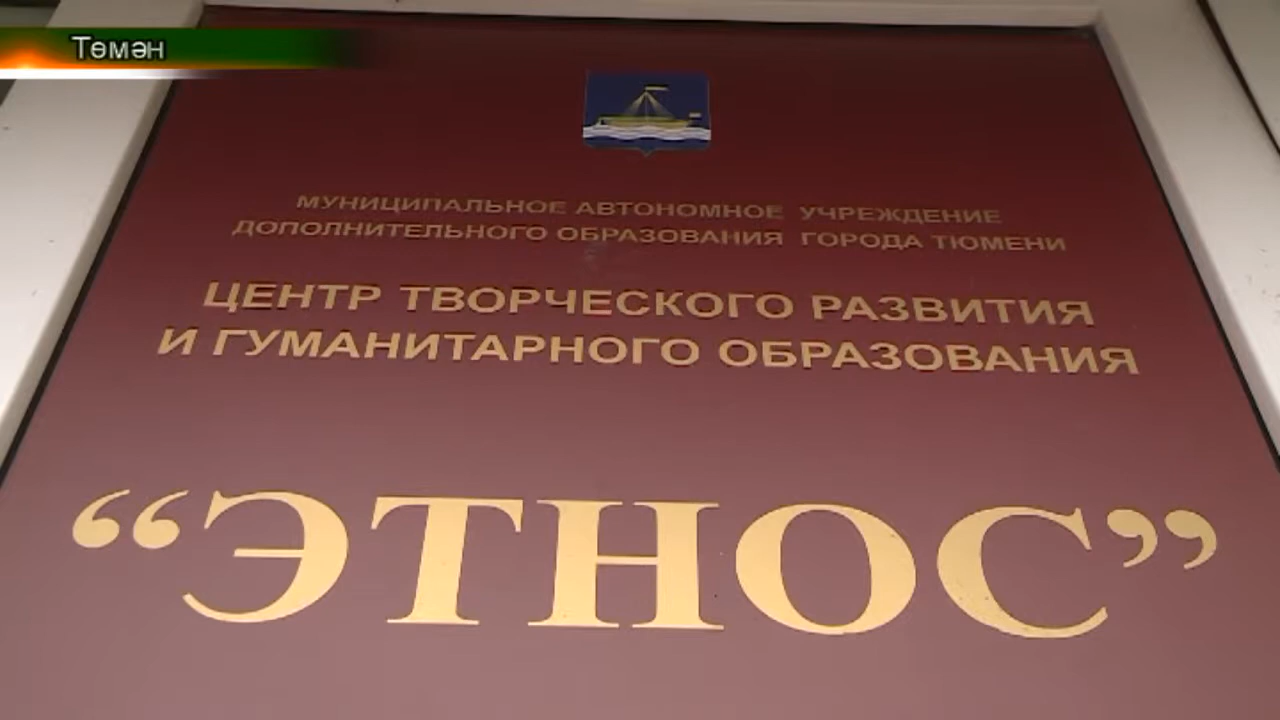 Төмән
МУНИЦИПАЛЬНОЕ АВТОНОМНОЕ УЧРЕЖДЕНИЕ
ДОПОЛНИТЕЛЬНОГО ОБРАЗОВАНИЯ ГОРОДА ТЮМЕНИ
ЦЕНТР ТВОРЧЕСКОГО РАЗВИТИЯ
И ГУМАНИТАРНОГО ОБРАЗОВАНИЯ
“ЭТНОС”